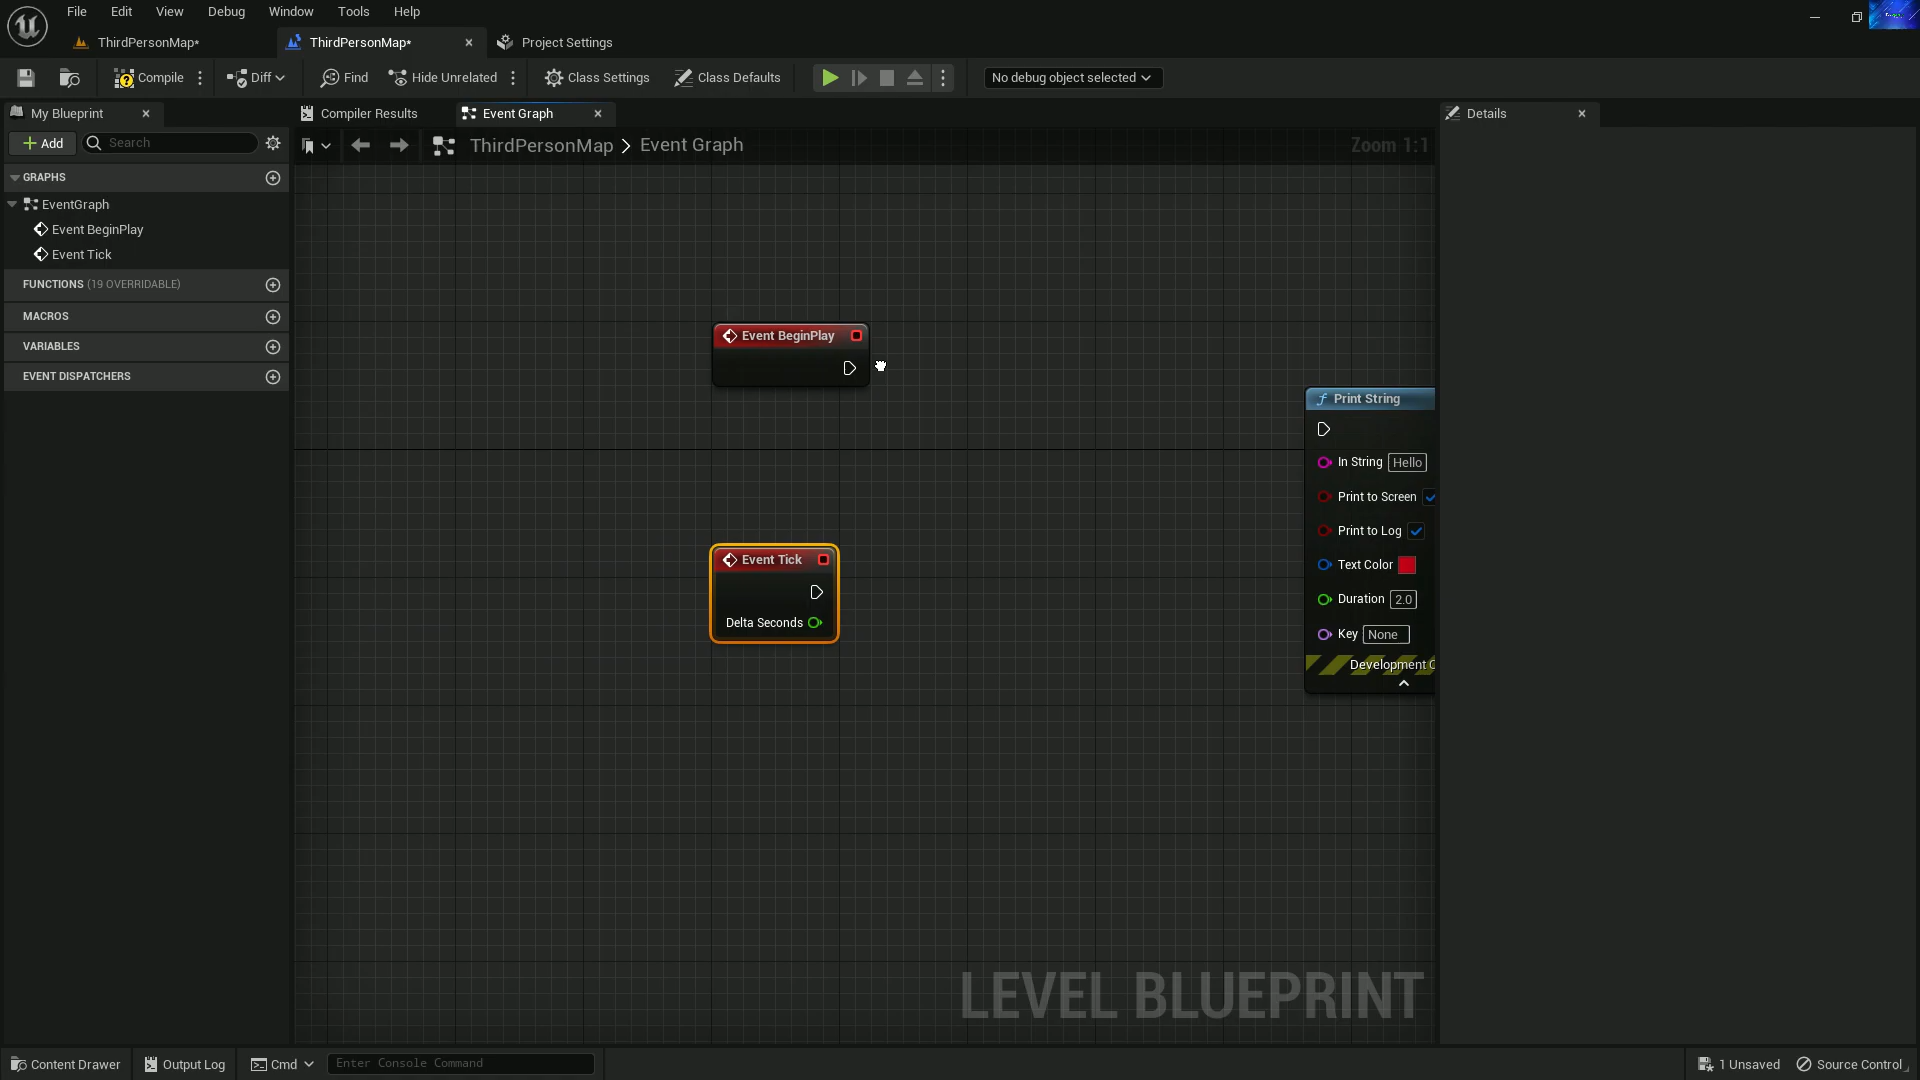 File Edit View Debug Window Tools Help
ThirdPersonMap* ThirdPersonMap* Project Settings
Compile Diff Find Hide Unrelated Class Settings Class Defaults No debug object selected
My Blueprint Compiler Results Event Graph Details
Add Search ThirdPersonMap > Event Graph Zoom 1:1
GRAPHS
EventGraph
Event BeginPlay
Event Tick
FUNCTIONS (19 OVERRIDABLE)
MACROS
VARIABLES
EVENT DISPATCHERS
Event BeginPlay
Event Tick
Delta Seconds
Print String
In String Hello
Print to Screen
Print to Log
Text Color
Duration 2.0
Key None
Development
LEVEL BLUEPRINT
Content Drawer Output Log Cmd Enter Console Command 1 Unsaved Source Control